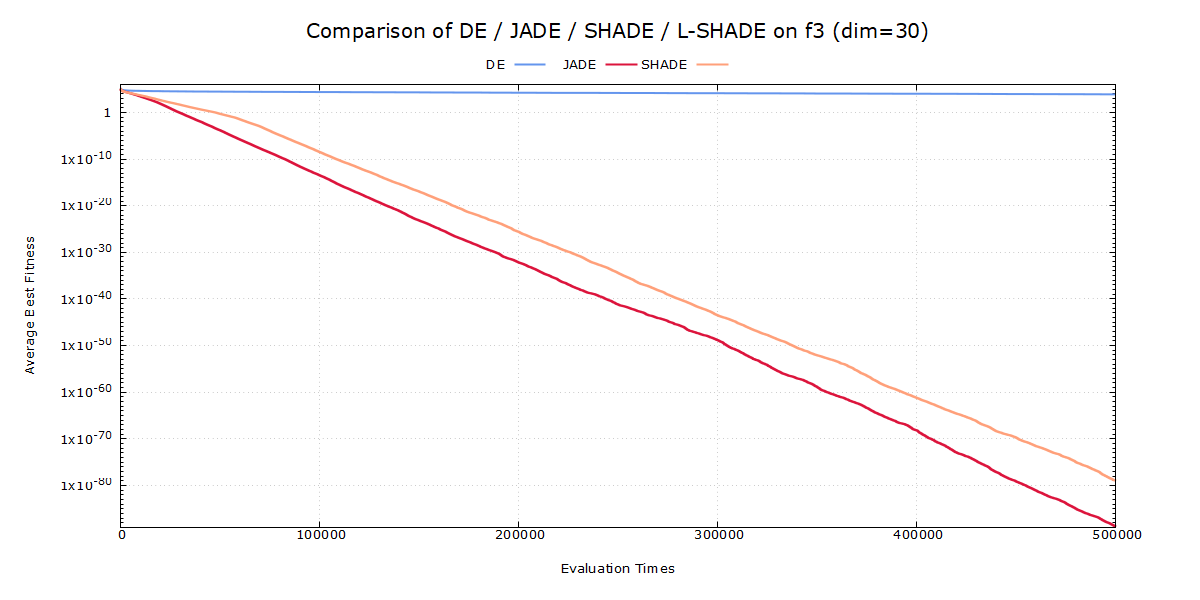 Comparison of DE / JADE / SHADE / L-SHADE on f3 (dim=30)
DE JADE SHADE
1
1x10^-10
1x10^-20
1x10^-30
1x10^-40
1x10^-50
1x10^-60
1x10^-70
1x10^-80
Average Best Fitness
0 100000 200000 300000 400000 500000
Evaluation Times